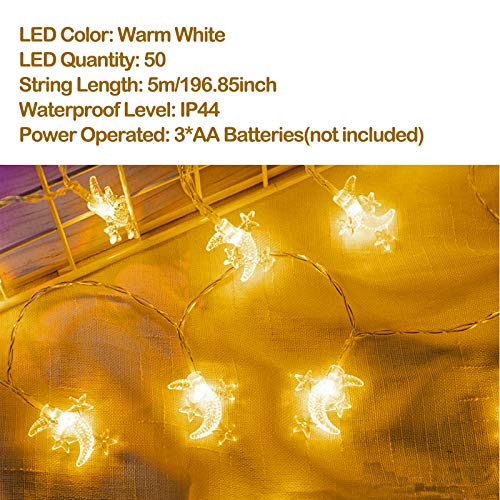 LED Color: Warm White
LED Quantity: 50
String Length: 5m/196.85inch
Waterproof Level: IP44
Power Operated: 3*AA Batteries(not included)